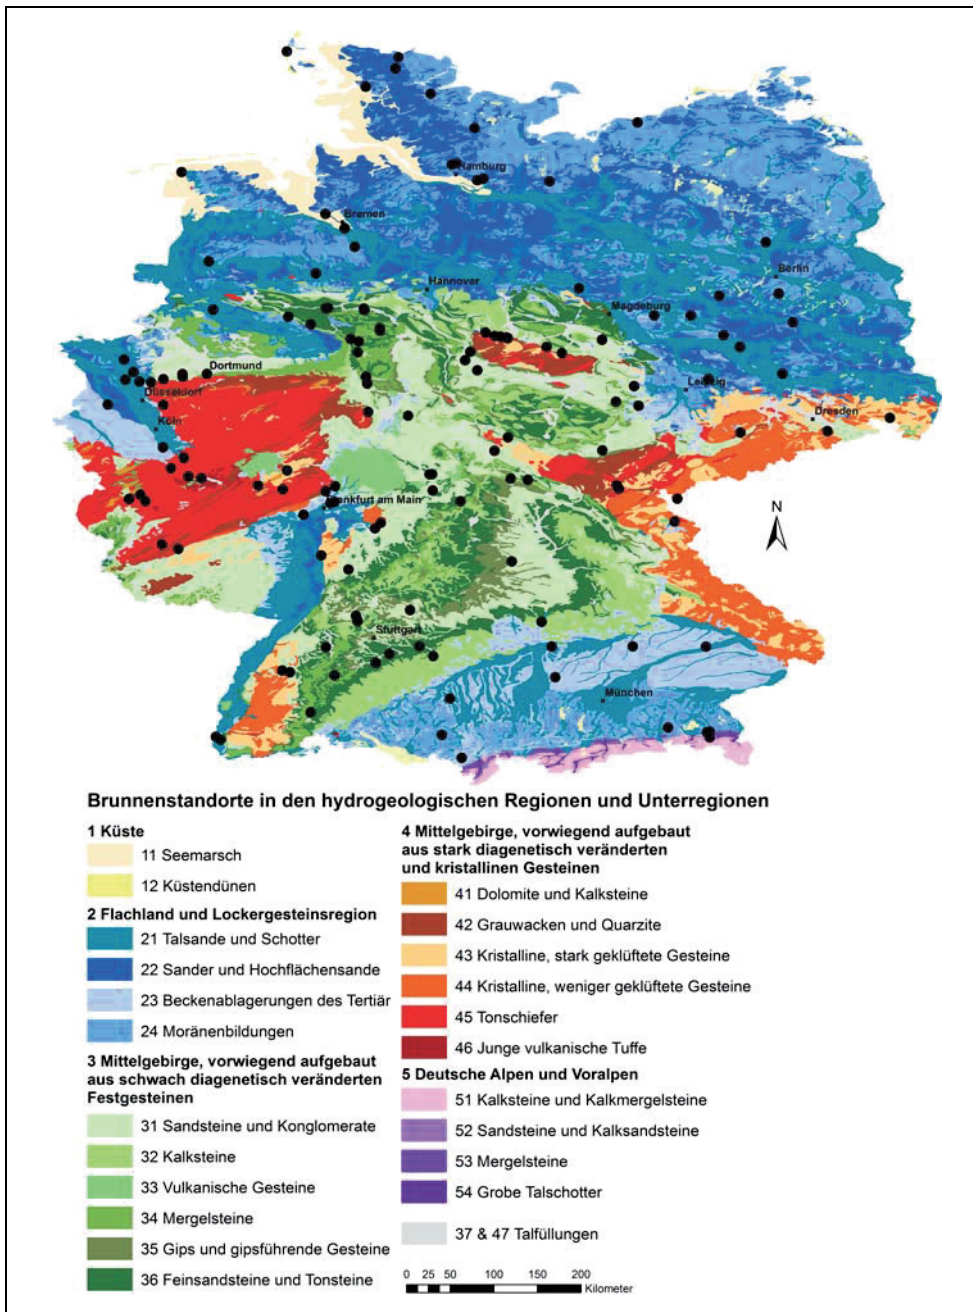 Hamburg
Bremen
Berlin
Hannover
Magdeburg
Dortmund
Düsseldorf
Leipzig
Köln
Dresden
Frankfurt am Main
N
Stuttgart
München
Brunnenstandorte in den hydrogeologischen Regionen und Unterregionen
1 Küste
11 Seemarsch
12 Küstendünen
2 Flachland und Lockergesteinsregion
21 Talsande und Schotter
22 Sander und Hochflächensande
23 Beckenablagerungen des Tertiär
24 Moränenbildungen
3 Mittelgebirge, vorwiegend aufgebaut
aus schwach diagenetisch veränderten
Festgesteinen
31 Sandsteine und Konglomerate
32 Kalksteine
33 Vulkanische Gesteine
34 Mergelsteine
35 Gips und gipsführende Gesteine
36 Feinsandsteine und Tonsteine
4 Mittelgebirge, vorwiegend aufgebaut
aus stark diagenetisch veränderten
und kristallinen Gesteinen
41 Dolomite und Kalksteine
42 Grauwacken und Quarzite
43 Kristalline, stark geklüftete Gesteine
44 Kristalline, weniger geklüftete Gesteine
45 Tonschiefer
46 Junge vulkanische Tuffe
5 Deutsche Alpen und Voralpen
51 Kalksteine und Kalkmergelsteine
52 Sandsteine und Kalksandsteine
53 Mergelsteine
54 Grobe Talschotter
37 & 47 Talfüllungen
0 25 50 100 150 200
Kilometer